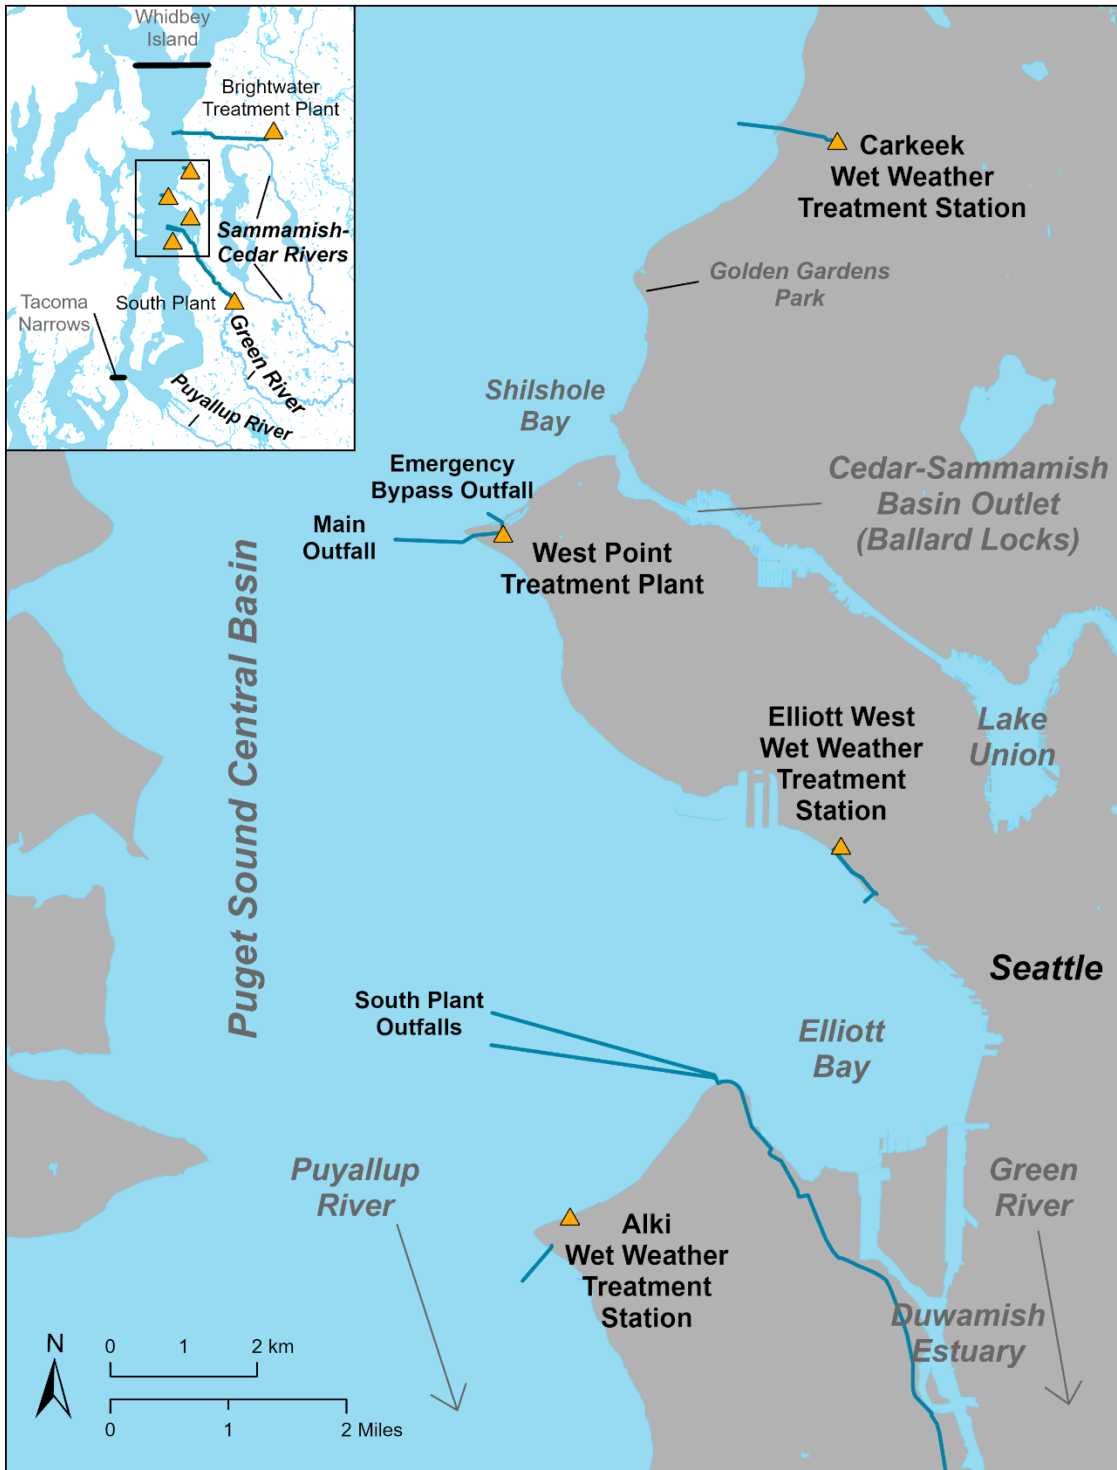 Whidbey
Island
Brightwater
Treatment Plant
Sammamish-
Cedar Rivers
South Plant
Tacoma
Narrows
Green River
Puyallup River
Carkeek
Wet Weather
Treatment Station
Golden Gardens
Park
Shilshole
Bay
Emergency
Bypass Outfall
Main
Outfall
West Point
Treatment Plant
Cedar-Sammamish
Basin Outlet
(Ballard Locks)
Puget Sound Central Basin
Elliott West
Wet Weather
Treatment
Station
Lake
Union
Seattle
South Plant
Outfalls
Elliott
Bay
Puyallup
River
Green
River
Alki
Wet Weather
Treatment
Station
Duwamish
Estuary
N
0 1 2 km
0 1 2 Miles